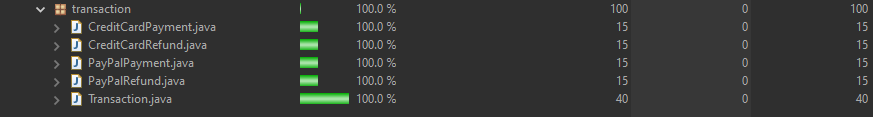 transaction 100.0 % 100 0 100
CreditCardPayment.java 100.0 % 15 0 15
CreditCardRefund.java 100.0 % 15 0 15
PayPalPayment.java 100.0 % 15 0 15
PayPalRefund.java 100.0 % 15 0 15
Transaction.java 100.0 % 40 0 40